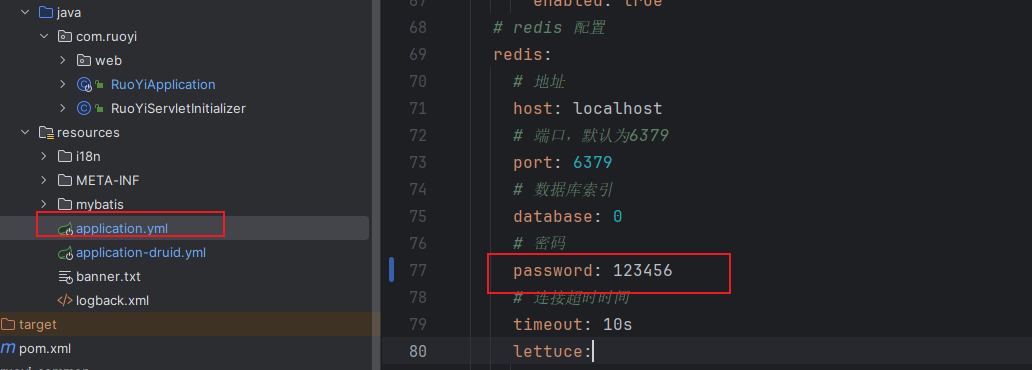 java
com.ruoyi
web
RuoYiApplication
RuoYiServletInitializer
resources
i18n
META-INF
mybatis
application.yml
application-druid.yml
banner.txt
logback.xml
target
pom.xml
ruoyi-common
67 enabled: true
68 # redis 配置
69 redis:
70 # 地址
71 host: localhost
72 # 端口，默认为6379
73 port: 6379
74 # 数据库索引
75 database: 0
76 # 密码
77 password: 123456
78 # 连接超时时间
79 timeout: 10s
80 lettuce: